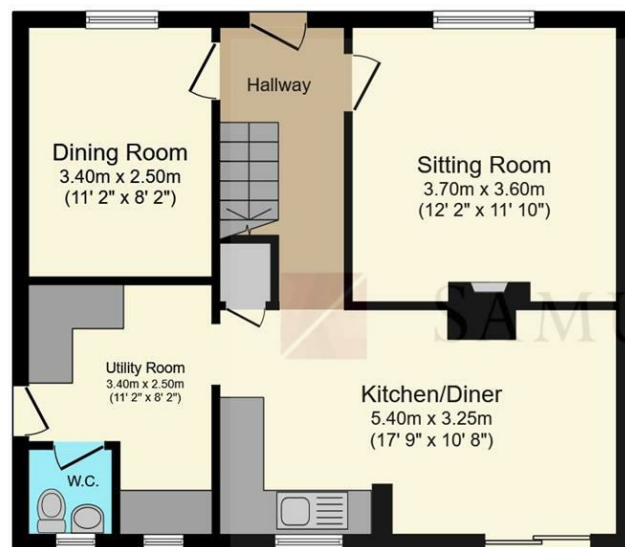 Hallway
Dining Room
3.40m x 2.50m
(11' 2" x 8' 2")
Sitting Room
3.70m x 3.60m
(12' 2" x 11' 10")
Utility Room
3.40m x 2.50m
(11' 2" x 8' 2")
Kitchen/Diner
5.40m x 3.25m
(17' 9" x 10' 8")
W.C.